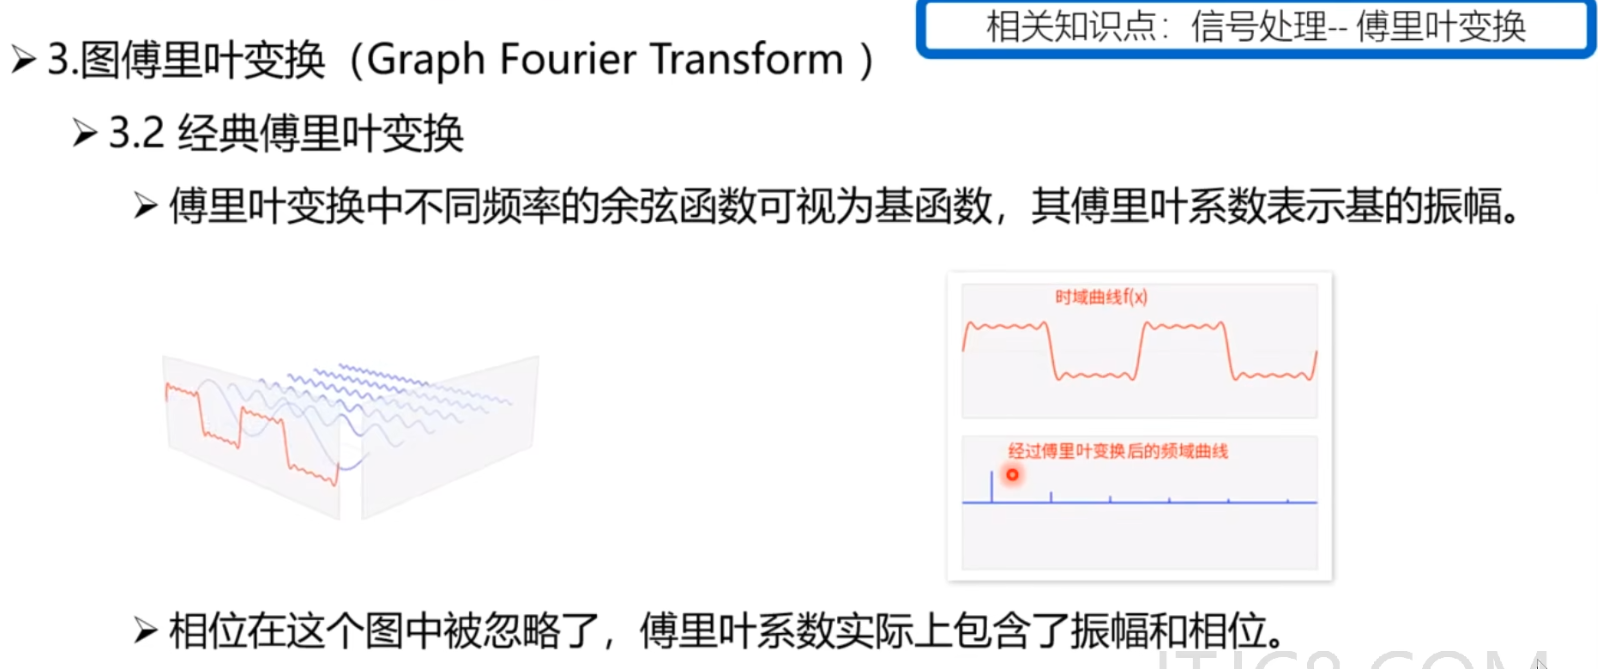 相关知识点：信号处理-- 傅里叶变换
3.图傅里叶变换（Graph Fourier Transform ）
3.2 经典傅里叶变换
傅里叶变换中不同频率的余弦函数可视为基函数，其傅里叶系数表示基的振幅。
时域曲线f(x)
经过傅里叶变换后的频域曲线
相位在这个图中被忽略了，傅里叶系数实际上包含了振幅和相位。